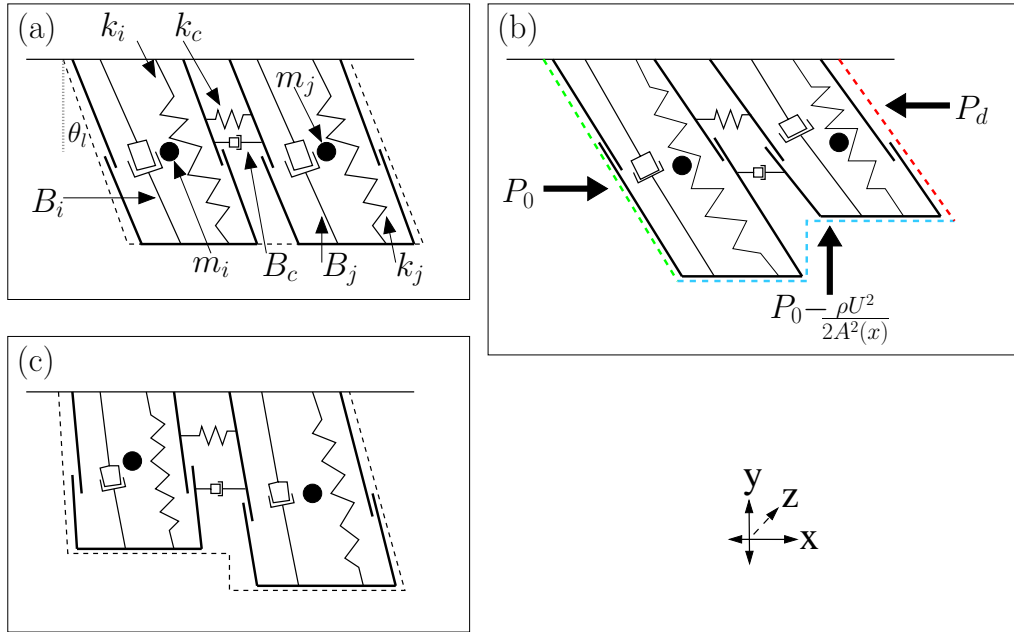 (a) k_i k_c
m_j
θ_l
B_i
m_i B_c B_j k_j
(b)
P_d
P_0
P_0 − ρU²/2A²(x)
(c)
y
z
x